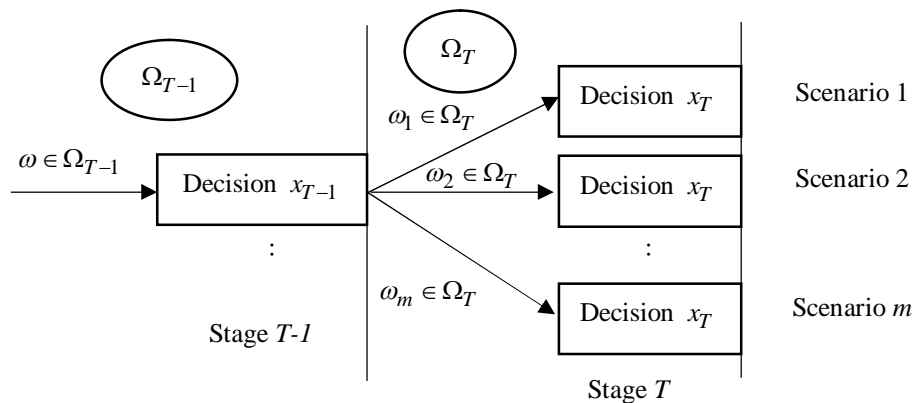 Ω_{T−1}
Ω_T
Decision x_T
Scenario 1
ω_1 ∈ Ω_T
ω ∈ Ω_{T−1}
Decision x_{T−1}
ω_2 ∈ Ω_T
Decision x_T
Scenario 2
:
:
ω_m ∈ Ω_T
Decision x_T
Scenario m
Stage T-1
Stage T